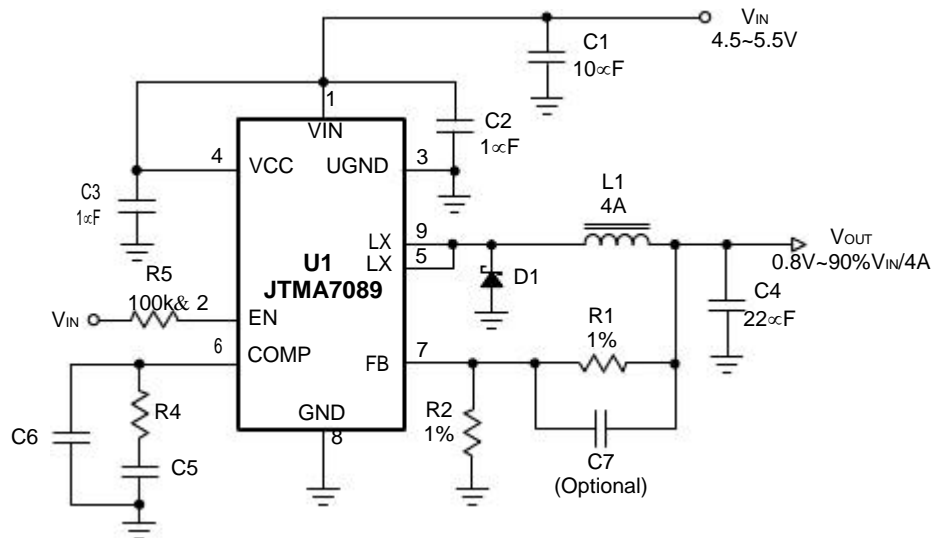 VIN
4.5~5.5V
C1
10∝F
1
VIN
C2
1∝F
4
VCC
UGND
3
C3
1∝F
L1
4A
LX
9
LX
5
U1
JTMA7089
D1
VOUT
0.8V~90%VIN/4A
C4
22∝F
R5
100k& 2
VIN
EN
R1
1%
6
COMP
FB
7
R4
R2
1%
GND
8
C6
C5
C7
(Optional)